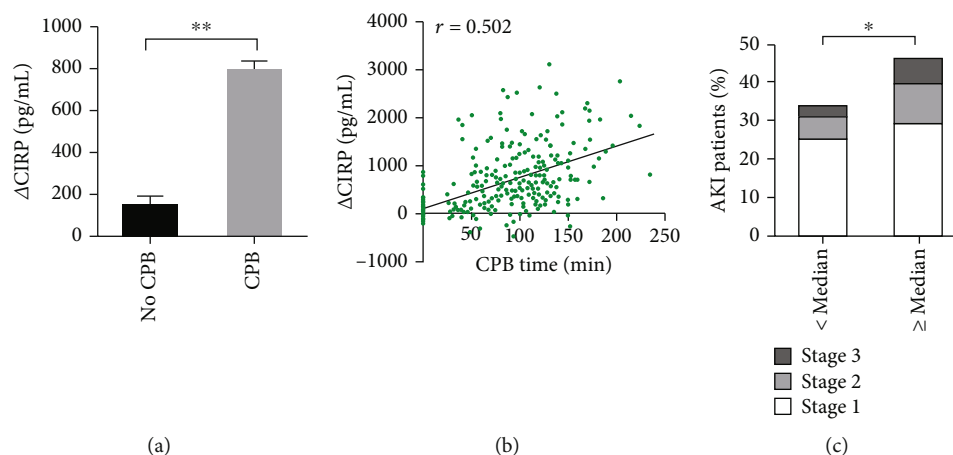 1000
800
600
400
200
0
ΔCIRP (pg/mL)
**
No CPB
CPB
(a)
r = 0.502
4000
3000
2000
1000
0
−1000
ΔCIRP (pg/mL)
50
100
150
200
250
CPB time (min)
(b)
50
40
30
20
10
0
AKI patients (%)
*
< Median
≥ Median
Stage 3
Stage 2
Stage 1
(c)